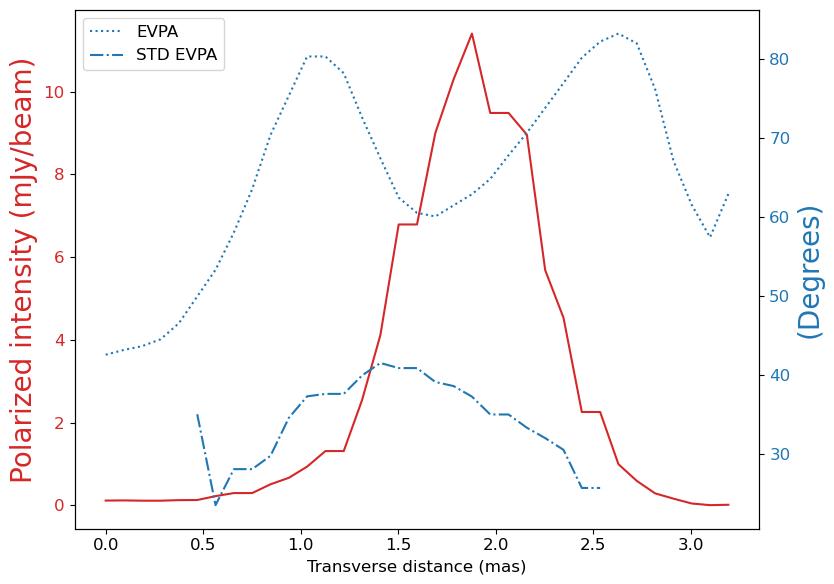 EVPA
STD EVPA
Polarized intensity (mJy/beam)
10
8
6
4
2
0
80
70
60
50
40
30
(Degrees)
0.0 0.5 1.0 1.5 2.0 2.5 3.0
Transverse distance (mas)